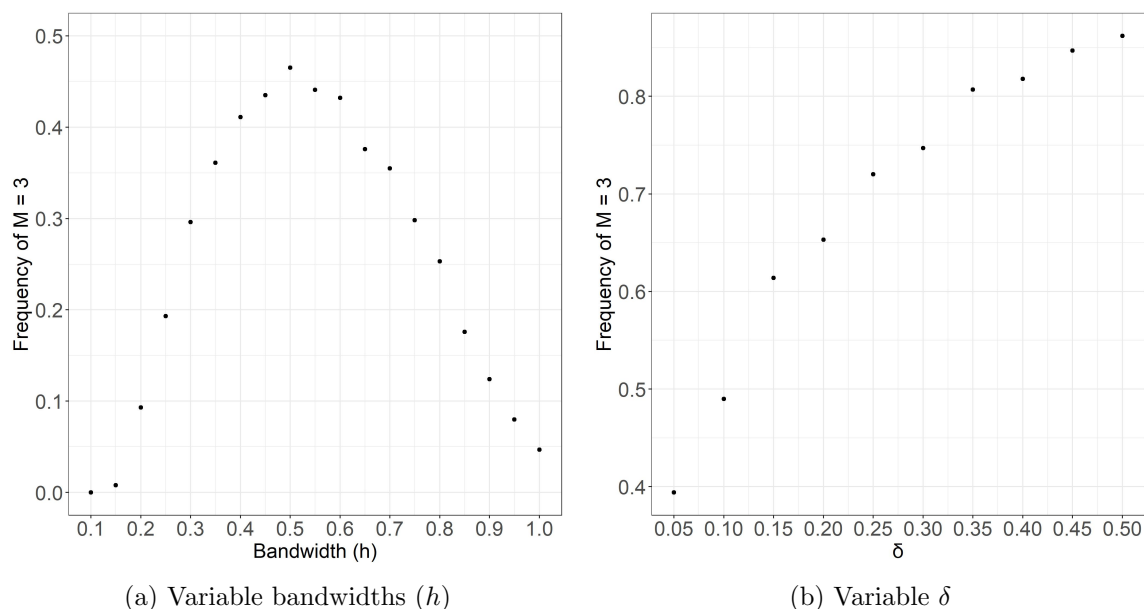 Frequency of M = 3
0.5
0.4
0.3
0.2
0.1
0.0
0.1 0.2 0.3 0.4 0.5 0.6 0.7 0.8 0.9 1.0
Bandwidth (h)
(a) Variable bandwidths (h)
Frequency of M = 3
0.8
0.7
0.6
0.5
0.4
0.05 0.10 0.15 0.20 0.25 0.30 0.35 0.40 0.45 0.50
δ
(b) Variable δ